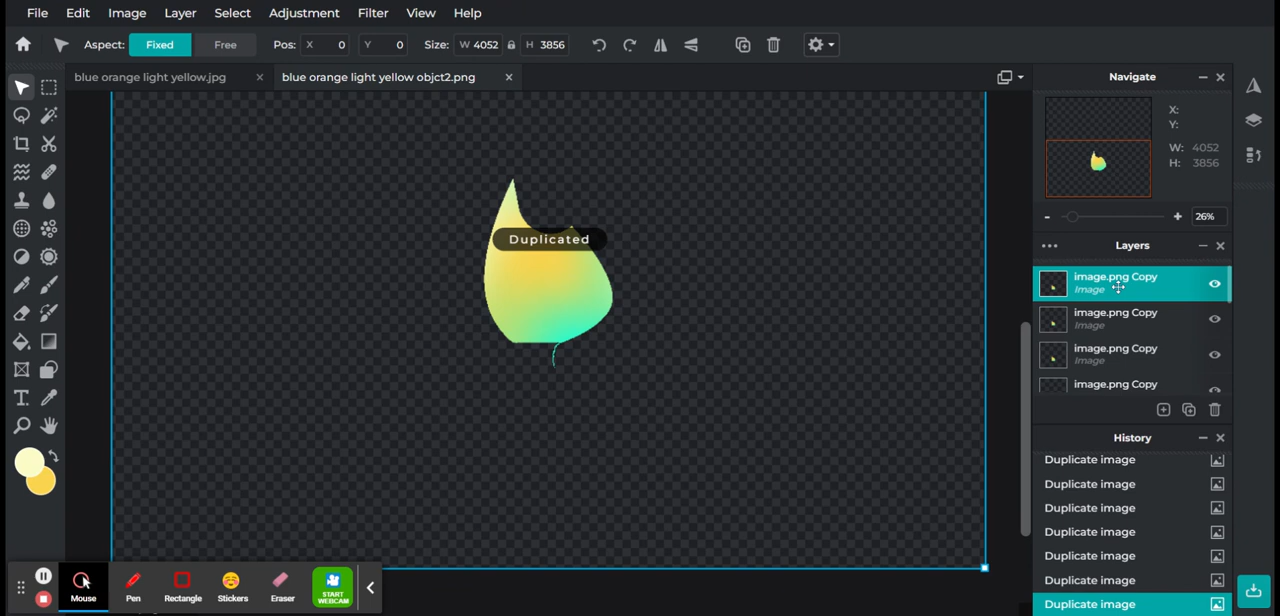 File Edit Image Layer Select Adjustment Filter View Help
Aspect: Fixed Free Pos: X 0 Y 0 Size: W 4052 H 3856
blue orange light yellow.jpg × blue orange light yellow objct2.png ×
Navigate
X:
Y:
W: 4052
H: 3856
- + 26%
Duplicated
Layers
image.png Copy
Image
image.png Copy
Image
image.png Copy
Image
image.png Copy
History
Duplicate image
Duplicate image
Duplicate image
Duplicate image
Duplicate image
Duplicate image
Duplicate image
Mouse Pen Rectangle Stickers Eraser START WEBCAM